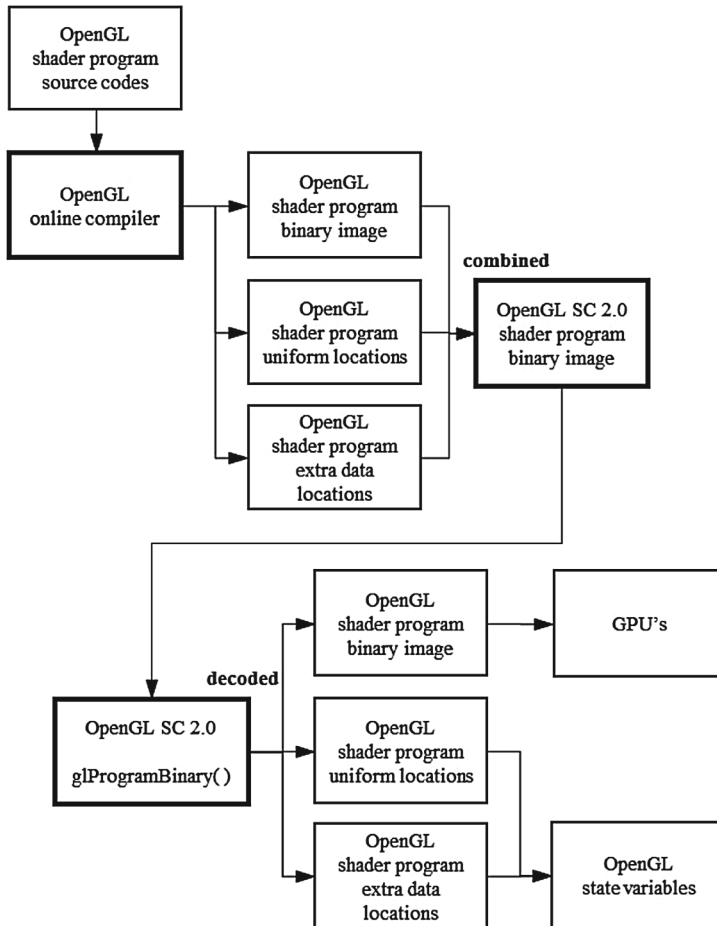 OpenGL
shader program
source codes
OpenGL
online compiler
OpenGL
shader program
binary image
OpenGL
shader program
uniform locations
OpenGL
shader program
extra data
locations
combined
OpenGL SC 2.0
shader program
binary image
OpenGL SC 2.0
glProgramBinary( )
decoded
OpenGL
shader program
binary image
GPU's
OpenGL
shader program
uniform locations
OpenGL
shader program
extra data
locations
OpenGL
state variables